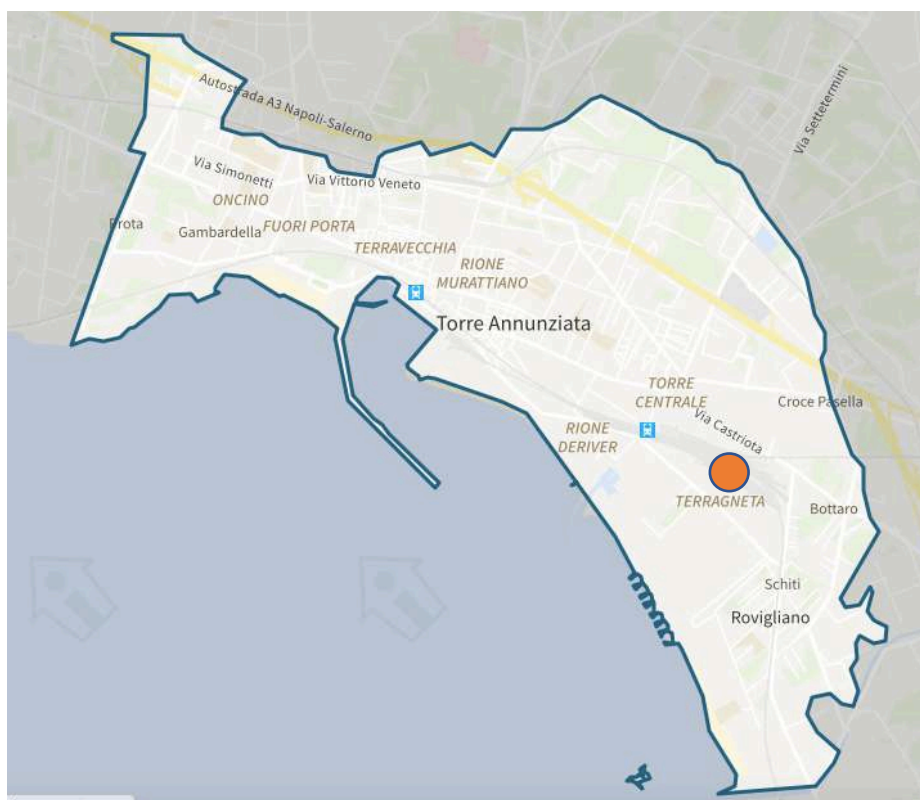 Autostrada A3 Napoli-Salerno
Via Settetermini
Via Simonetti
Via Vittorio Veneto
ONCINO
Prota
Gambardella
FUORI PORTA
TERRAVECCHIA
RIONE
MURATTIANO
Torre Annunziata
TORRE
CENTRALE
Croce Pasella
Via Castriota
RIONE
DERIVER
TERRAGNETA
Bottaro
Schiti
Rovigliano